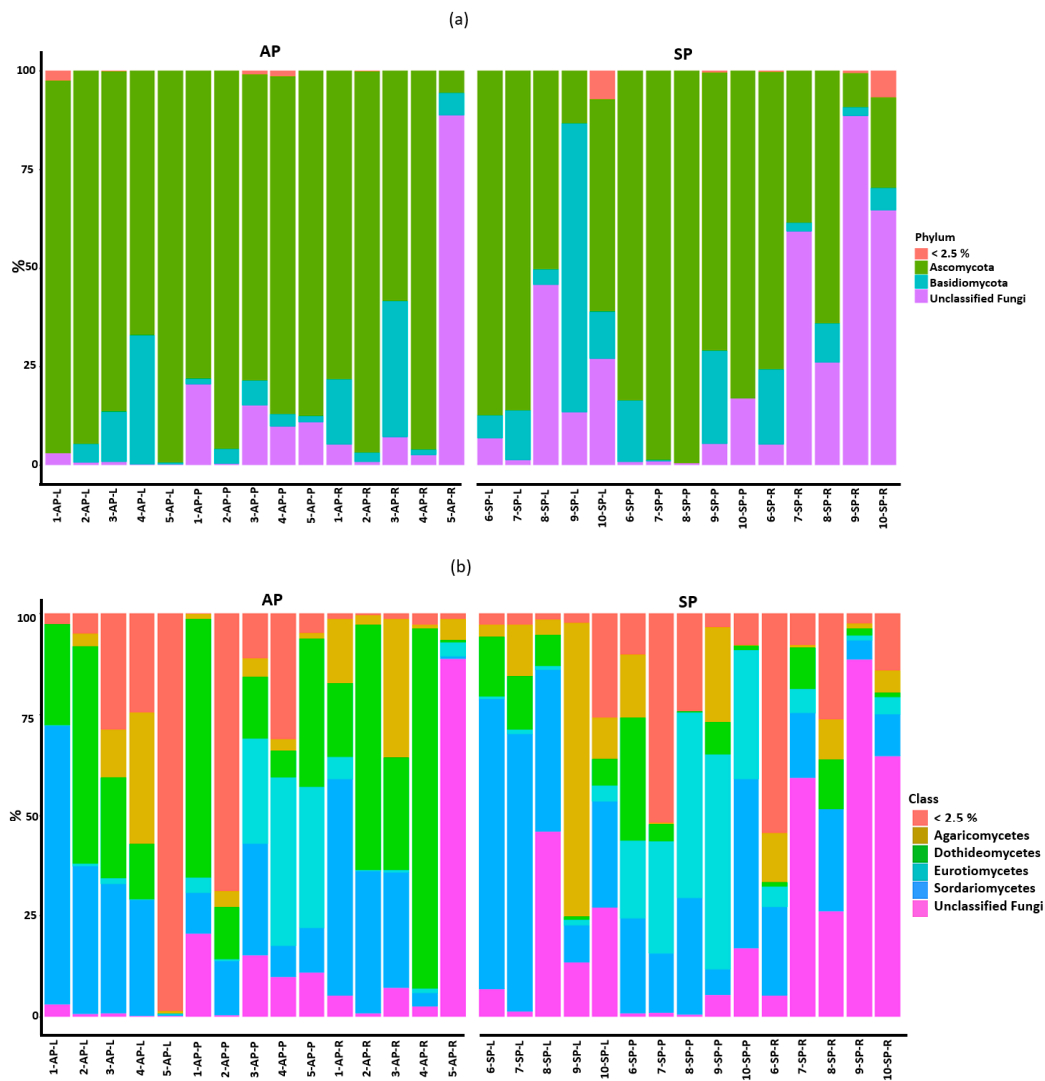 (a)
AP
SP
100
75
50
25
0
%
1-AP-L
2-AP-L
3-AP-L
4-AP-L
5-AP-L
1-AP-P
2-AP-P
3-AP-P
4-AP-P
5-AP-P
1-AP-R
2-AP-R
3-AP-R
4-AP-R
5-AP-R
6-SP-L
7-SP-L
8-SP-L
9-SP-L
10-SP-L
6-SP-P
7-SP-P
8-SP-P
9-SP-P
10-SP-P
6-SP-R
7-SP-R
8-SP-R
9-SP-R
10-SP-R
Phylum
< 2.5 %
Ascomycota
Basidiomycota
Unclassified Fungi
(b)
AP
SP
100
75
50
25
0
%
1-AP-L
2-AP-L
3-AP-L
4-AP-L
5-AP-L
1-AP-P
2-AP-P
3-AP-P
4-AP-P
5-AP-P
1-AP-R
2-AP-R
3-AP-R
4-AP-R
5-AP-R
6-SP-L
7-SP-L
8-SP-L
9-SP-L
10-SP-L
6-SP-P
7-SP-P
8-SP-P
9-SP-P
10-SP-P
6-SP-R
7-SP-R
8-SP-R
9-SP-R
10-SP-R
Class
< 2.5 %
Agaricomycetes
Dothideomycetes
Eurotiomycetes
Sordariomycetes
Unclassified Fungi